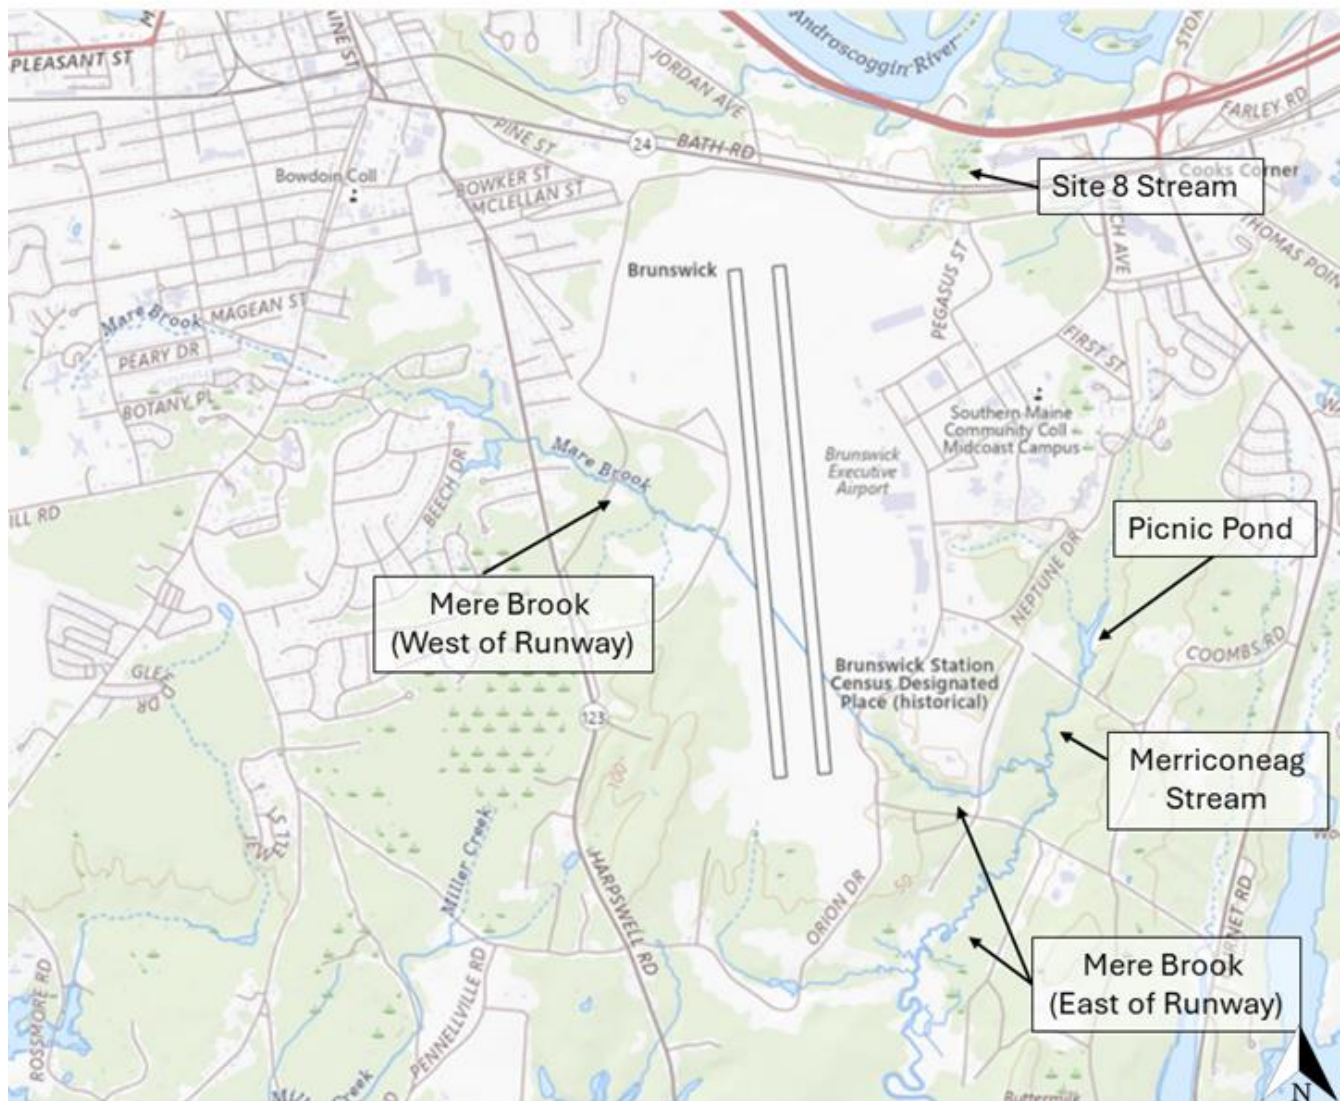 Androscoggin River
PLEASANT ST
JORDAN AVE
FARLEY RD
PINE ST
24
BATH RD
Cooks Corner
Site 8 Stream
Bowdoin Coll
BOWKER ST
MCLELLAN ST
THOMAS POIN
Brunswick
PEGASUS ST
Mare Brook
MAGEAN ST
PEARY DR
FIRST ST
BOTANY PL
Southern Maine
Community Coll -
Midcoast Campus
Mare Brook
Brunswick
Executive
Airport
BEECH DR
ILL RD
Picnic Pond
NEPTUNE DR
Mere Brook
(West of Runway)
COOMBS RD
Brunswick Station
Census Designated
Place (historical)
123
100
Merriconeag
Stream
Miller Creek
HARPSWELL RD
50
ORION DR
Mere Brook
(East of Runway)
ROSSMORE RD
PENNELLVILLE RD
Buttermilk
N